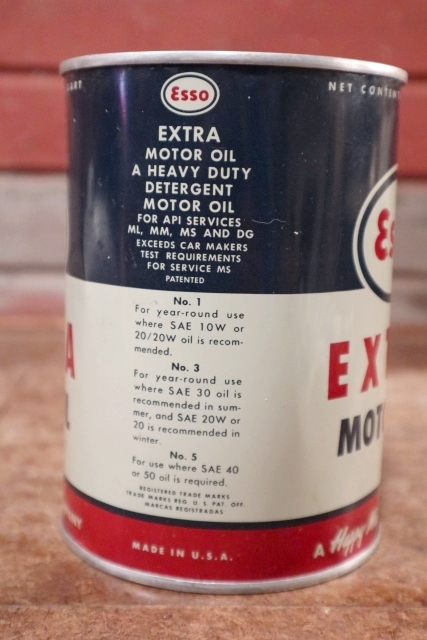 Esso
EXTRA
MOTOR OIL
A HEAVY DUTY
DETERGENT
MOTOR OIL
FOR API SERVICES
ML, MM, MS AND DG
EXCEEDS CAR MAKERS
TEST REQUIREMENTS
FOR SERVICE MS
PATENTED
No. 1
For year-round use
where SAE 10W or
20/20W oil is recom-
mended.
No. 3
For year-round use
where SAE 30 oil is
recommended in sum-
mer, and SAE 20W or
20 is recommended in
winter.
No. 5
For use where SAE 40
or 50 oil is required.
REGISTERED TRADE MARKS
TRADE MARKS REG. U. S. PAT. OFF.
MARCAS REGISTRADAS
MADE IN U.S.A.
NET CONTEN
Es
EXT
MOT
A Happy M
ART
A
L